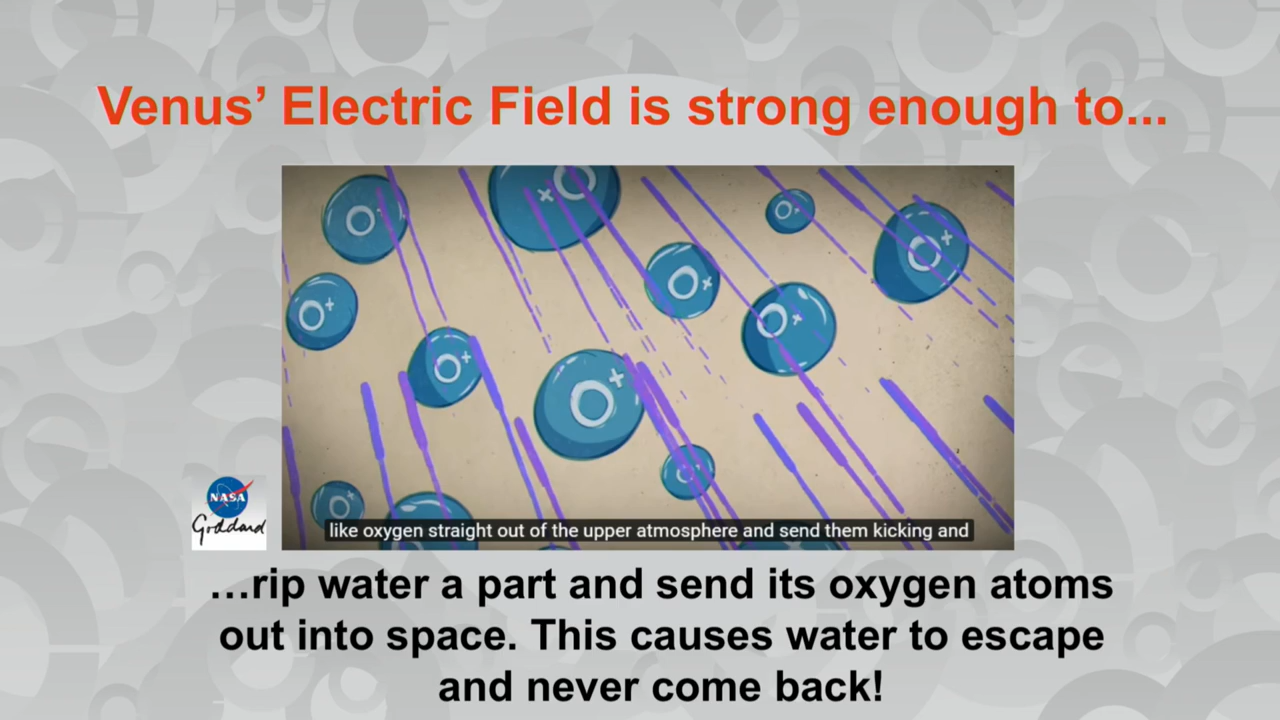 Venus’ Electric Field is strong enough to...
O
O+
O+
O+
O+
O+
O+
O+
O+
O+
O+
NASA
Goddard
like oxygen straight out of the upper atmosphere and send them kicking and
...rip water a part and send its oxygen atoms
out into space. This causes water to escape
and never come back!